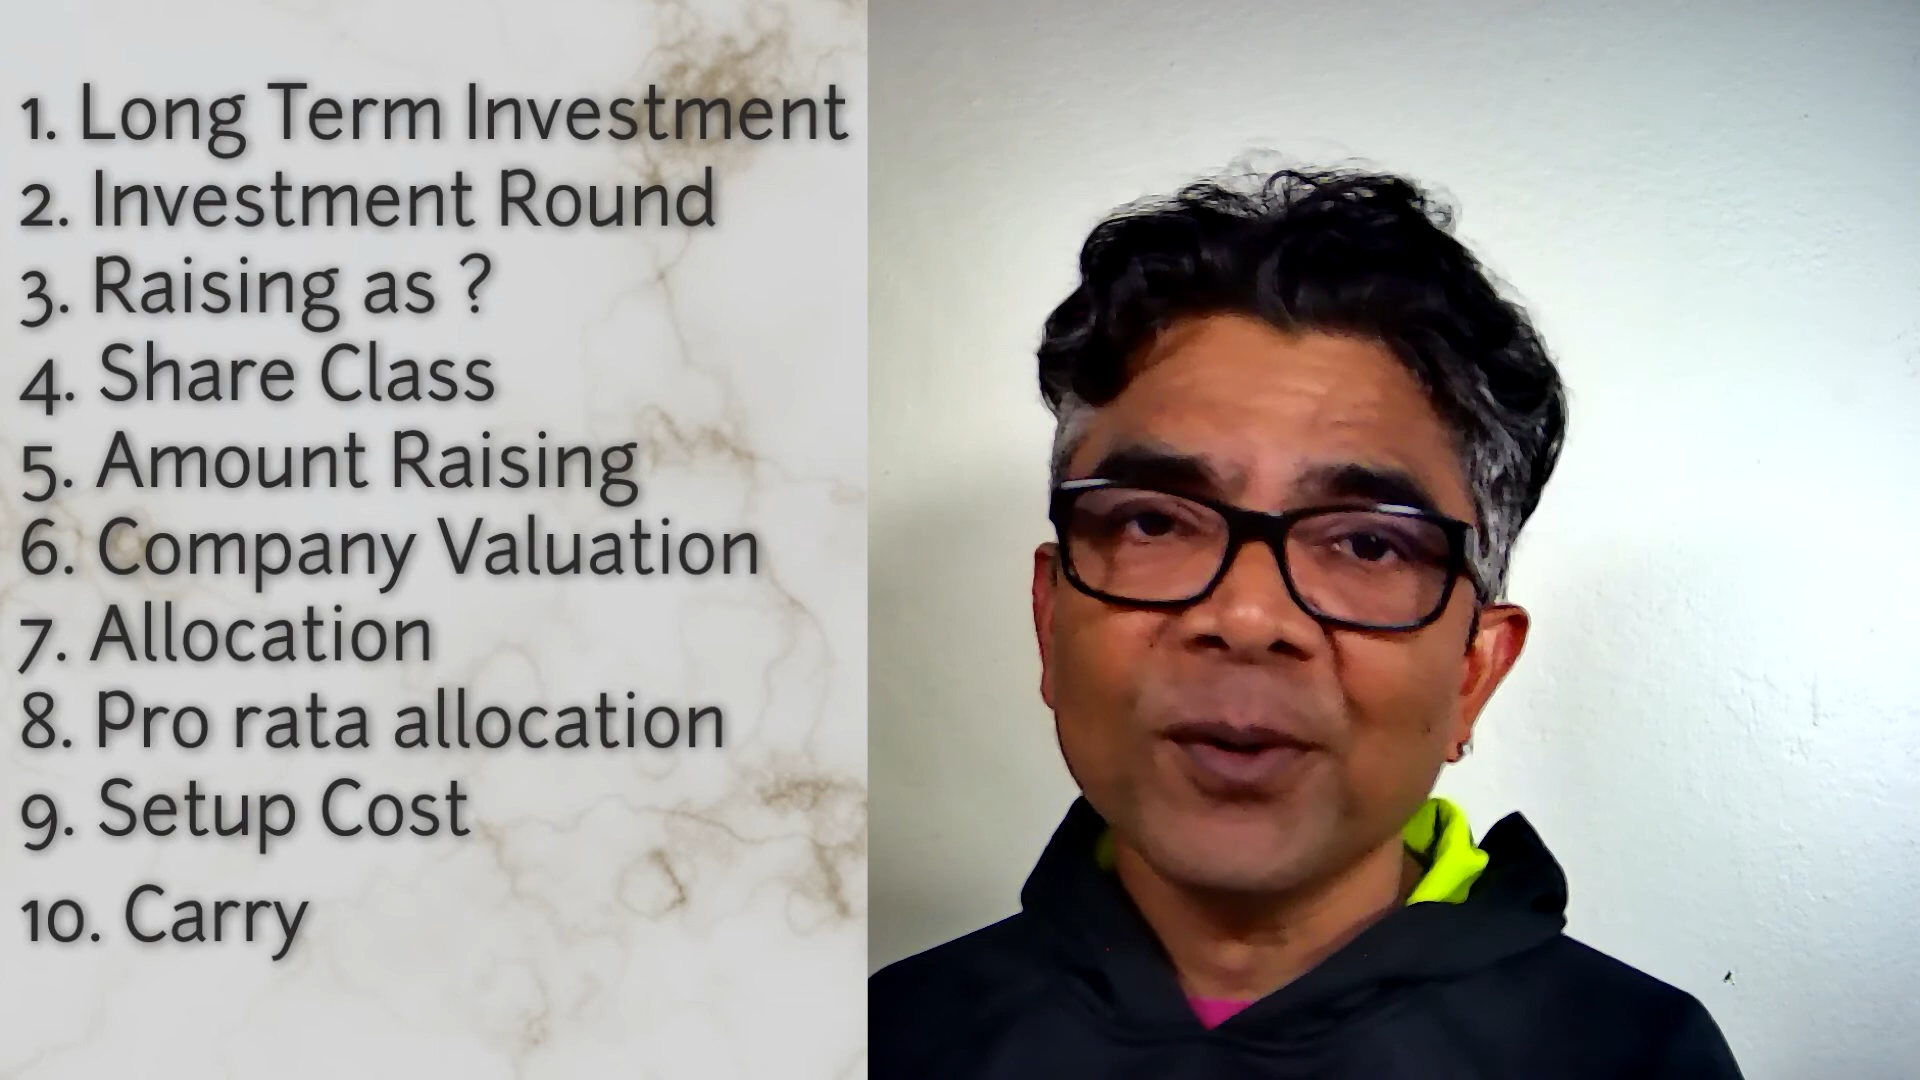 1. Long Term Investment
2. Investment Round
3. Raising as ?
4. Share Class
5. Amount Raising
6. Company Valuation
7. Allocation
8. Pro rata allocation
9. Setup Cost
10. Carry